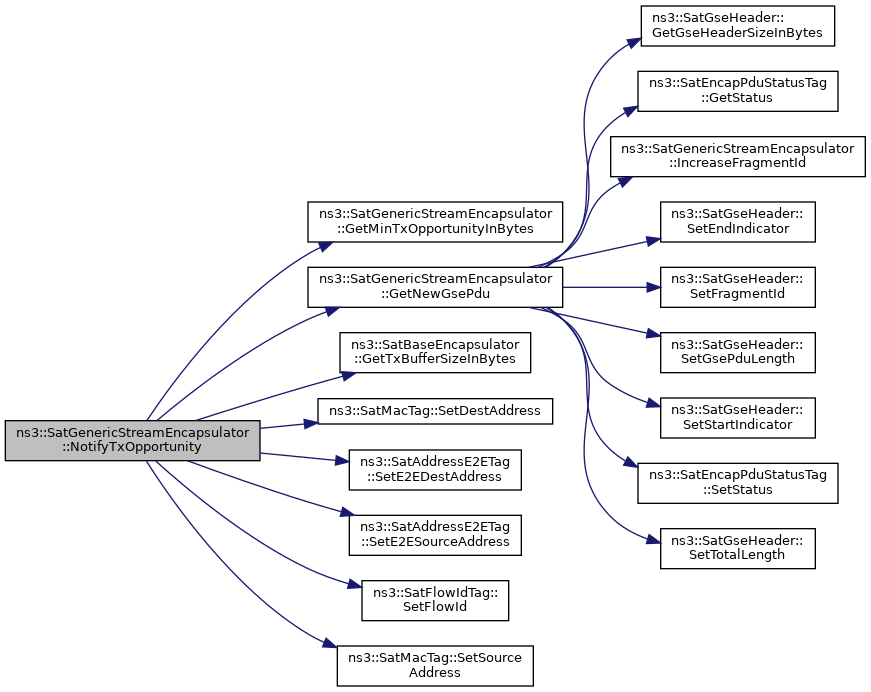 ns3::SatGenericStreamEncapsulator
::NotifyTxOpportunity
ns3::SatGenericStreamEncapsulator
::GetMinTxOpportunityInBytes
ns3::SatGenericStreamEncapsulator
::GetNewGsePdu
ns3::SatBaseEncapsulator
::GetTxBufferSizeInBytes
ns3::SatMacTag::SetDestAddress
ns3::SatAddressE2ETag
::SetE2EDestAddress
ns3::SatAddressE2ETag
::SetE2ESourceAddress
ns3::SatFlowIdTag::
SetFlowId
ns3::SatMacTag::SetSource
Address
ns3::SatGseHeader::
GetGseHeaderSizeInBytes
ns3::SatEncapPduStatusTag
::GetStatus
ns3::SatGenericStreamEncapsulator
::IncreaseFragmentId
ns3::SatGseHeader::
SetEndIndicator
ns3::SatGseHeader::
SetFragmentId
ns3::SatGseHeader::
SetGsePduLength
ns3::SatGseHeader::
SetStartIndicator
ns3::SatEncapPduStatusTag
::SetStatus
ns3::SatGseHeader::
SetTotalLength